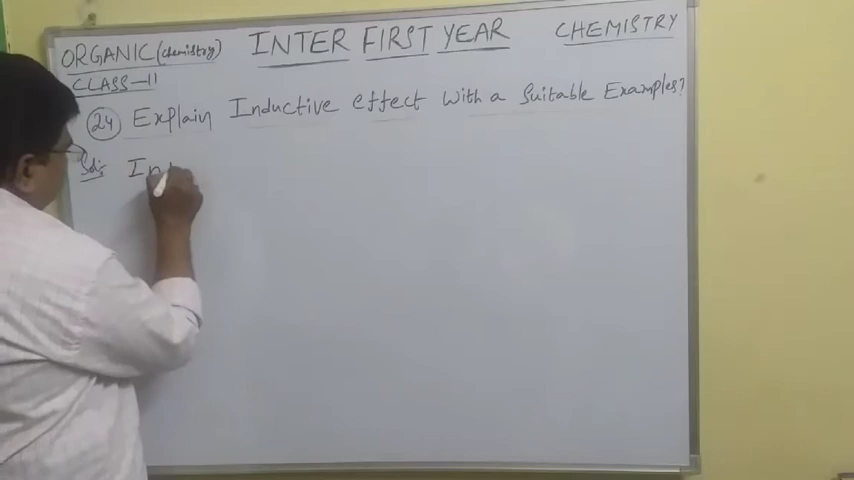 ORGANIC (chemistry) INTER FIRST YEAR CHEMISTRY
CLASS-11
24 Explain Inductive effect with a Suitable Examples?
Sol:- In